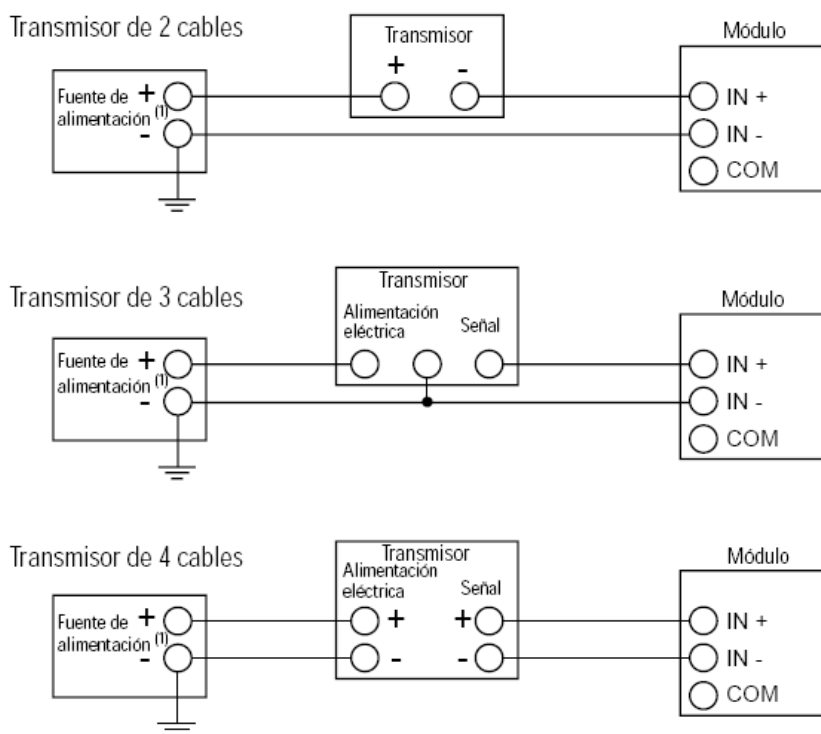 Transmisor de 2 cables
Transmisor
Módulo
+ -
Fuente de +
alimentación (1)
-
IN +
IN -
COM
Transmisor de 3 cables
Transmisor
Módulo
Alimentación
eléctrica
Señal
Fuente de +
alimentación (1)
-
IN +
IN -
COM
Transmisor de 4 cables
Transmisor
Módulo
Alimentación
eléctrica
Señal
Fuente de +
alimentación (1)
-
+ +
- -
IN +
IN -
COM